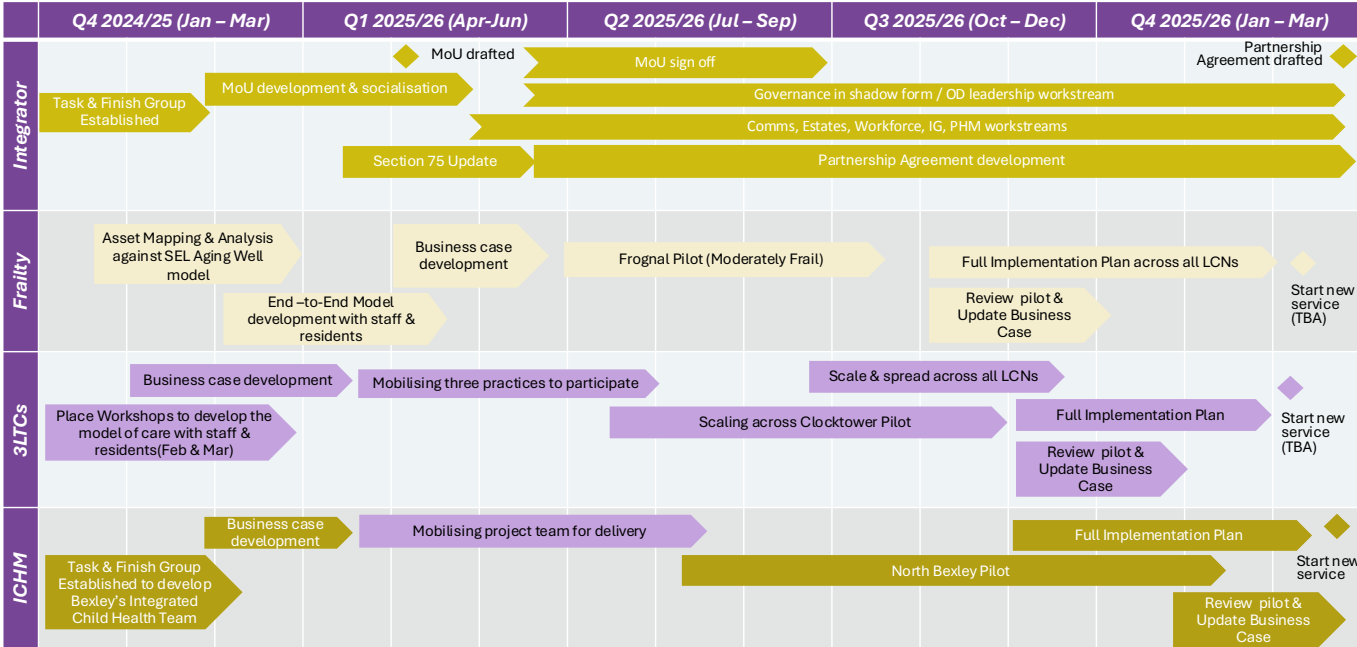 Q4 2024/25 (Jan – Mar)
Q1 2025/26 (Apr-Jun)
Q2 2025/26 (Jul – Sep)
Q3 2025/26 (Oct – Dec)
Q4 2025/26 (Jan – Mar)
Integrator
MoU drafted
MoU sign off
Partnership
Agreement drafted
MoU development & socialisation
Governance in shadow form / OD leadership workstream
Task & Finish Group
Established
Comms, Estates, Workforce, IG, PHM workstreams
Section 75 Update
Partnership Agreement development
Frailty
Asset Mapping & Analysis
against SEL Aging Well
model
Business case
development
Frognal Pilot (Moderately Frail)
Full Implementation Plan across all LCNs
End –to-End Model
development with staff &
residents
Review  pilot &
Update Business
Case
Start new
service
(TBA)
3LTCs
Business case development
Mobilising three practices to participate
Scale & spread across all LCNs
Place Workshops to develop the
model of care with staff &
residents(Feb & Mar)
Scaling across Clocktower Pilot
Full Implementation Plan
Start new
service
(TBA)
Review  pilot &
Update Business
Case
ICHM
Business case
development
Mobilising project team for delivery
Full Implementation Plan
Start new
service
Task & Finish Group
Established to develop
Bexley's Integrated
Child Health Team
North Bexley Pilot
Review  pilot &
Update Business
Case